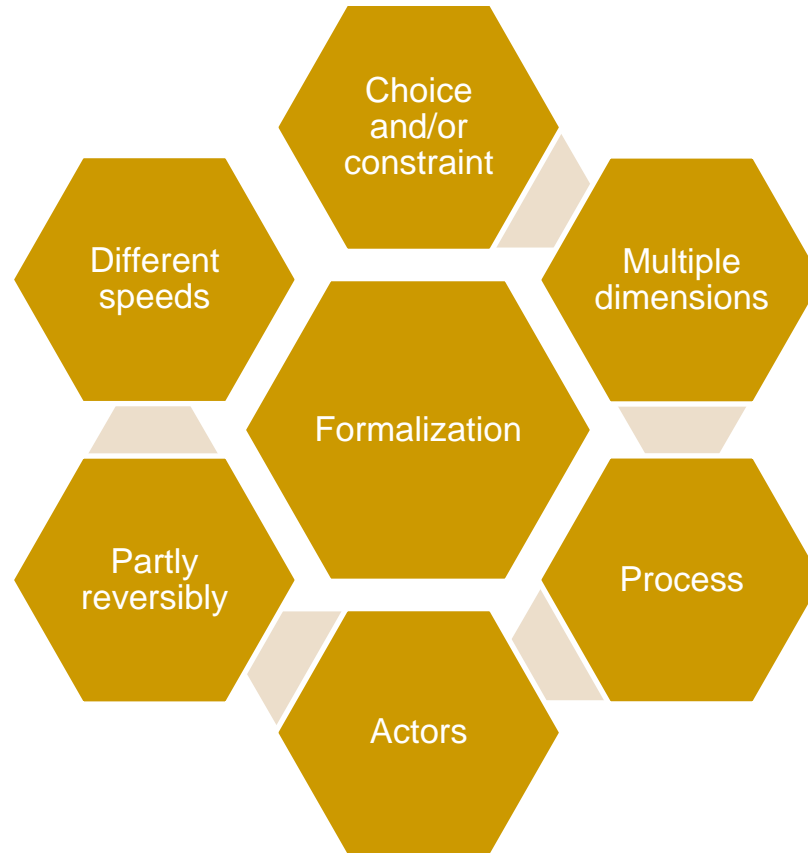 Choice
and/or
constraint
Different
speeds
Multiple
dimensions
Formalization
Partly
reversibly
Process
Actors